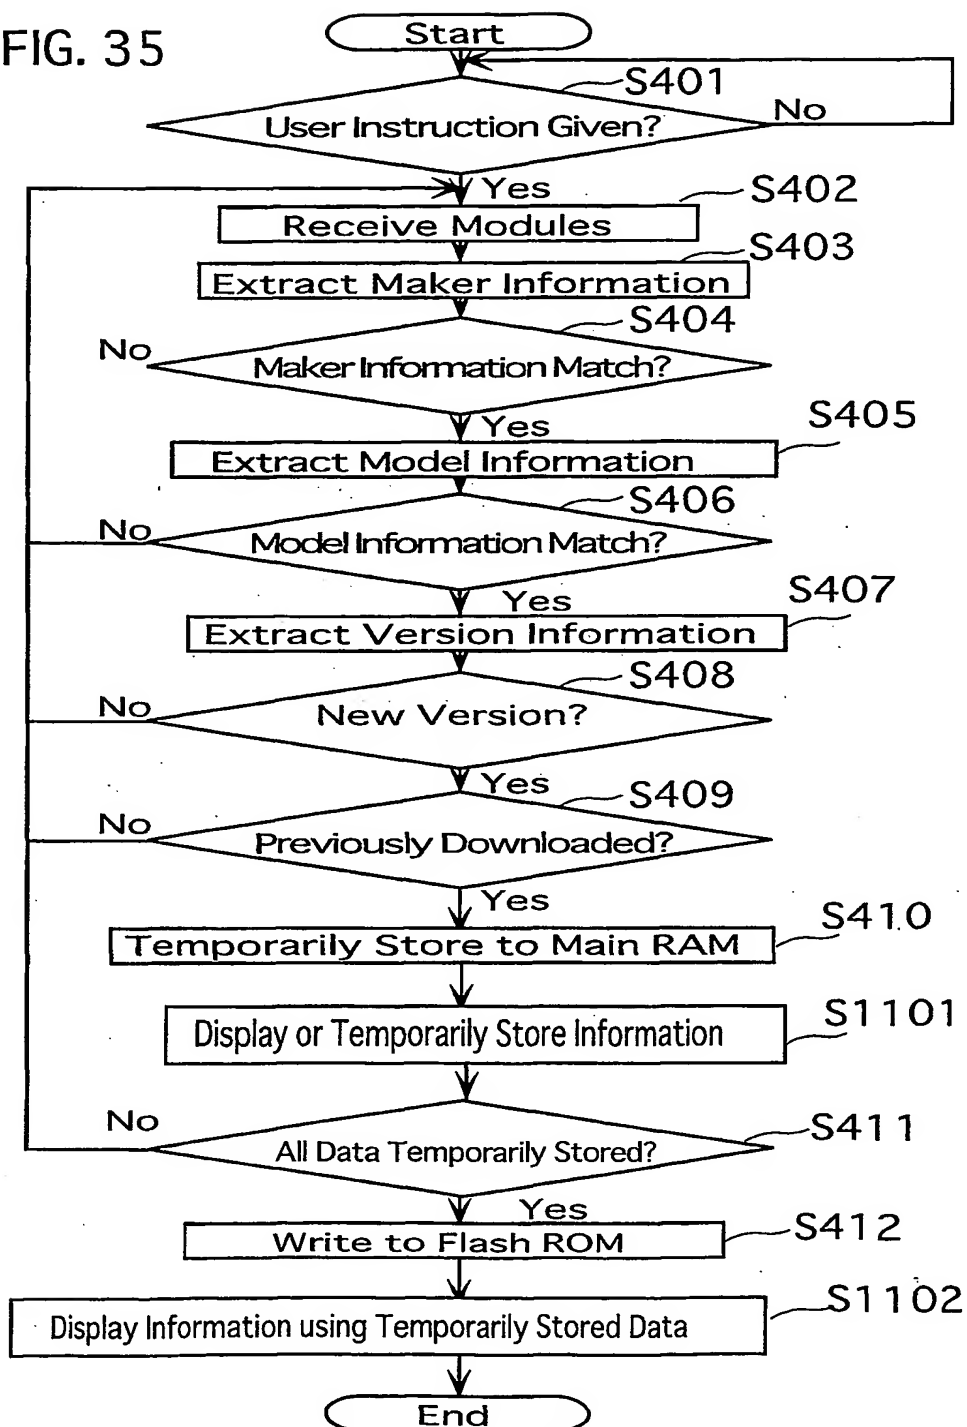 FIG. 35
Start
S401
User Instruction Given?
No
Yes
S402
Receive Modules
S403
Extract Maker Information
S404
No
Maker Information Match?
Yes
S405
Extract Model Information
S406
No
Model Information Match?
Yes
S407
Extract Version Information
S408
No
New Version?
Yes
S409
No
Previously Downloaded?
Yes
S410
Temporarily Store to Main RAM
S1101
Display or Temporarily Store Information
No
S411
All Data Temporarily Stored?
Yes
S412
Write to Flash ROM
S1102
Display Information using Temporarily Stored Data
End